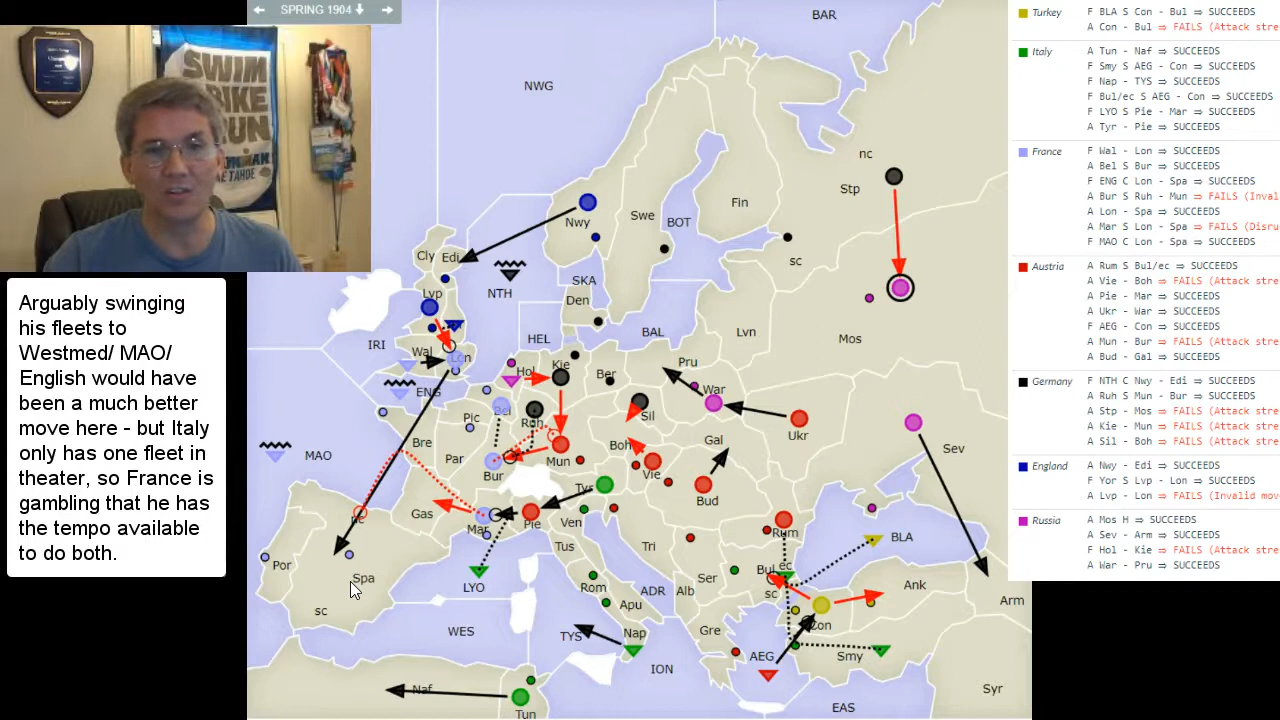 ← SPRING 1904 ⬇ →
SWIM
BIKE
RUN
Arguably swinging
his fleets to
Westmed/ MAO/
English would have
been a much better
move here - but Italy
only has one fleet in
theater, so France is
gambling that he has
the tempo available
to do both.
BAR
NWG
nc
Stp
Fin
Swe
Nwy
BOT
sc
Cly
Edi
SKA
NTH
Den
Lvp
IRI
HEL
BAL
Lvn
Mos
Wal
Lon
Hol
Kie
Ber
Pru
War
ENG
Bel
Ruh
Sil
Pic
Bre
Par
Boh
Gal
Ukr
Sev
MAO
Bur
Mun
Vie
Bud
Tyr
Gas
Mar
Pie
Ven
Rum
BLA
nc
Tus
Tri
Por
Spa
LYO
Rom
ADR
Alb
Ser
Bul
ec
sc
Ank
Arm
sc
Apu
Con
WES
TYS
Nap
Gre
ION
AEG
Smy
Naf
Syr
Tun
EAS
Turkey
F BLA S Con - Bul ⇒ SUCCEEDS
A Con - Bul ⇒ FAILS (Attack stre
Italy
A Tun - Naf ⇒ SUCCEEDS
F Smy S AEG - Con ⇒ SUCCEEDS
F Nap - TYS ⇒ SUCCEEDS
F Bul/ec S AEG - Con ⇒ SUCCEEDS
F LYO S Pie - Mar ⇒ SUCCEEDS
A Tyr - Pie ⇒ SUCCEEDS
France
F Wal - Lon ⇒ SUCCEEDS
A Bel S Bur ⇒ SUCCEEDS
F ENG C Lon - Spa ⇒ SUCCEEDS
A Bur S Ruh - Mun ⇒ FAILS (Inval
A Lon - Spa ⇒ SUCCEEDS
A Mar S Lon - Spa ⇒ FAILS (Disru
F MAO C Lon - Spa ⇒ SUCCEEDS
Austria
A Rum S Bul/ec ⇒ SUCCEEDS
A Vie - Boh ⇒ FAILS (Attack stre
A Pie - Mar ⇒ SUCCEEDS
A Ukr - War ⇒ SUCCEEDS
F AEG - Con ⇒ SUCCEEDS
A Mun - Bur ⇒ FAILS (Attack stre
A Bud - Gal ⇒ SUCCEEDS
Germany
F NTH C Nwy - Edi ⇒ SUCCEEDS
A Ruh S Mun - Bur ⇒ SUCCEEDS
A Stp - Mos ⇒ FAILS (Attack stre
A Kie - Mun ⇒ FAILS (Attack stre
A Sil - Boh ⇒ FAILS (Attack stre
England
A Nwy - Edi ⇒ SUCCEEDS
F Yor S Lvp - Lon ⇒ SUCCEEDS
A Lvp - Lon ⇒ FAILS (Invalid mov
Russia
A Mos H ⇒ SUCCEEDS
A Sev - Arm ⇒ SUCCEEDS
F Hol - Kie ⇒ FAILS (Attack stre
A War - Pru ⇒ SUCCEEDS